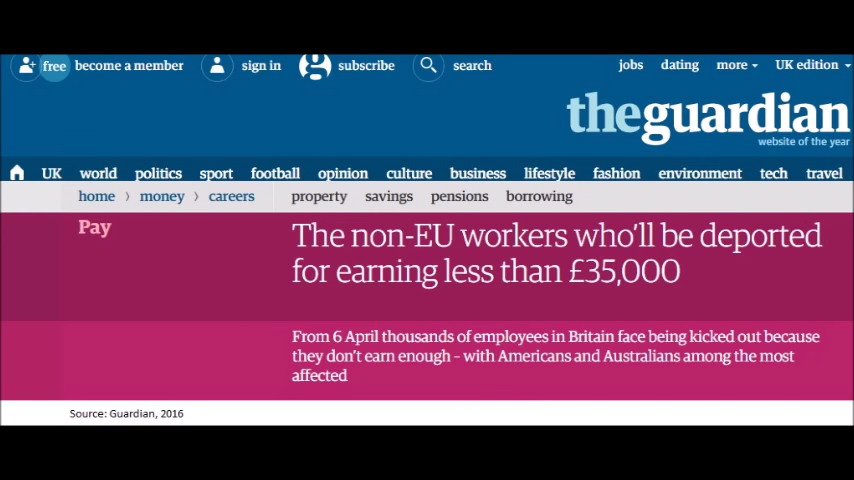 free become a member sign in subscribe search jobs dating more UK edition
theguardian
website of the year
UK world politics sport football opinion culture business lifestyle fashion environment tech travel
home > money > careers property savings pensions borrowing
Pay
The non-EU workers who'll be deported
for earning less than £35,000
From 6 April thousands of employees in Britain face being kicked out because
they don't earn enough – with Americans and Australians among the most
affected
Source: Guardian, 2016